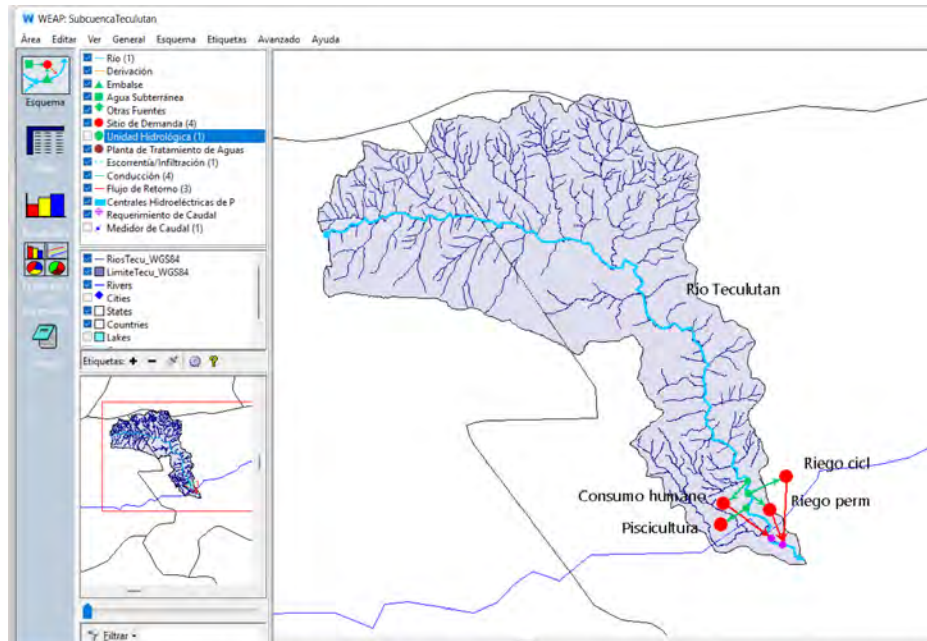 WEAP: SubcuencaTeculutan
Área Editar Ver General Esquema Etiquetas Avanzado Ayuda
Esquema
Río (1)
Derivación
Embalse
Agua Subterránea
Otras Fuentes
Sitio de Demanda (4)
Unidad Hidrológica (1)
Planta de Tratamiento de Aguas
Escorrentía/Infiltración (1)
Conducción (4)
Flujo de Retorno (3)
Centrales Hidroeléctricas de P
Requerimiento de Caudal
Medidor de Caudal (1)
RiosTecu_WGS84
LimiteTecu_WGS84
Rivers
Cities
States
Countries
Lakes
Etiquetas:
Filtrar
Río Teculutan
Riego cicl
Consumo humano
Riego perm
Piscicultura